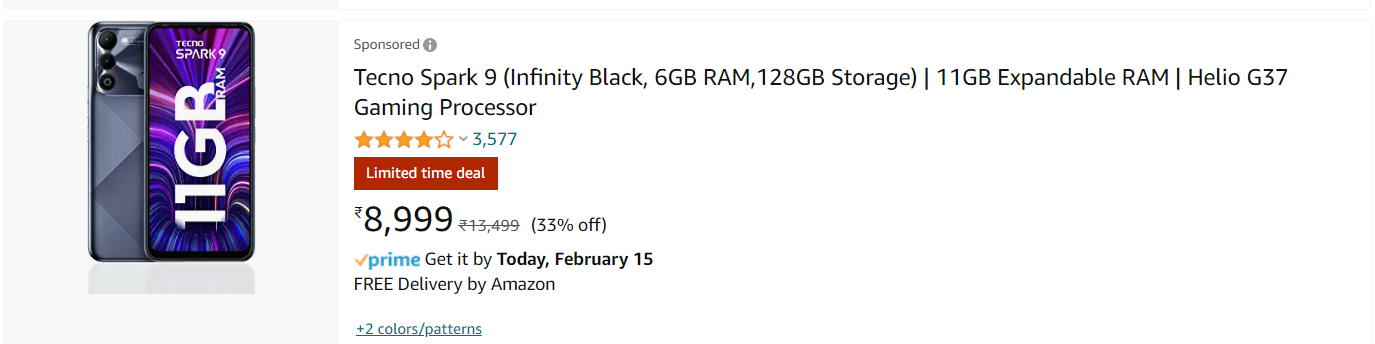 TECNO
SPARK 9
11GB RAM
Sponsored
Tecno Spark 9 (Infinity Black, 6GB RAM,128GB Storage) | 11GB Expandable RAM | Helio G37
Gaming Processor
3,577
Limited time deal
₹8,999 ₹13,499 (33% off)
prime Get it by Today, February 15
FREE Delivery by Amazon
+2 colors/patterns